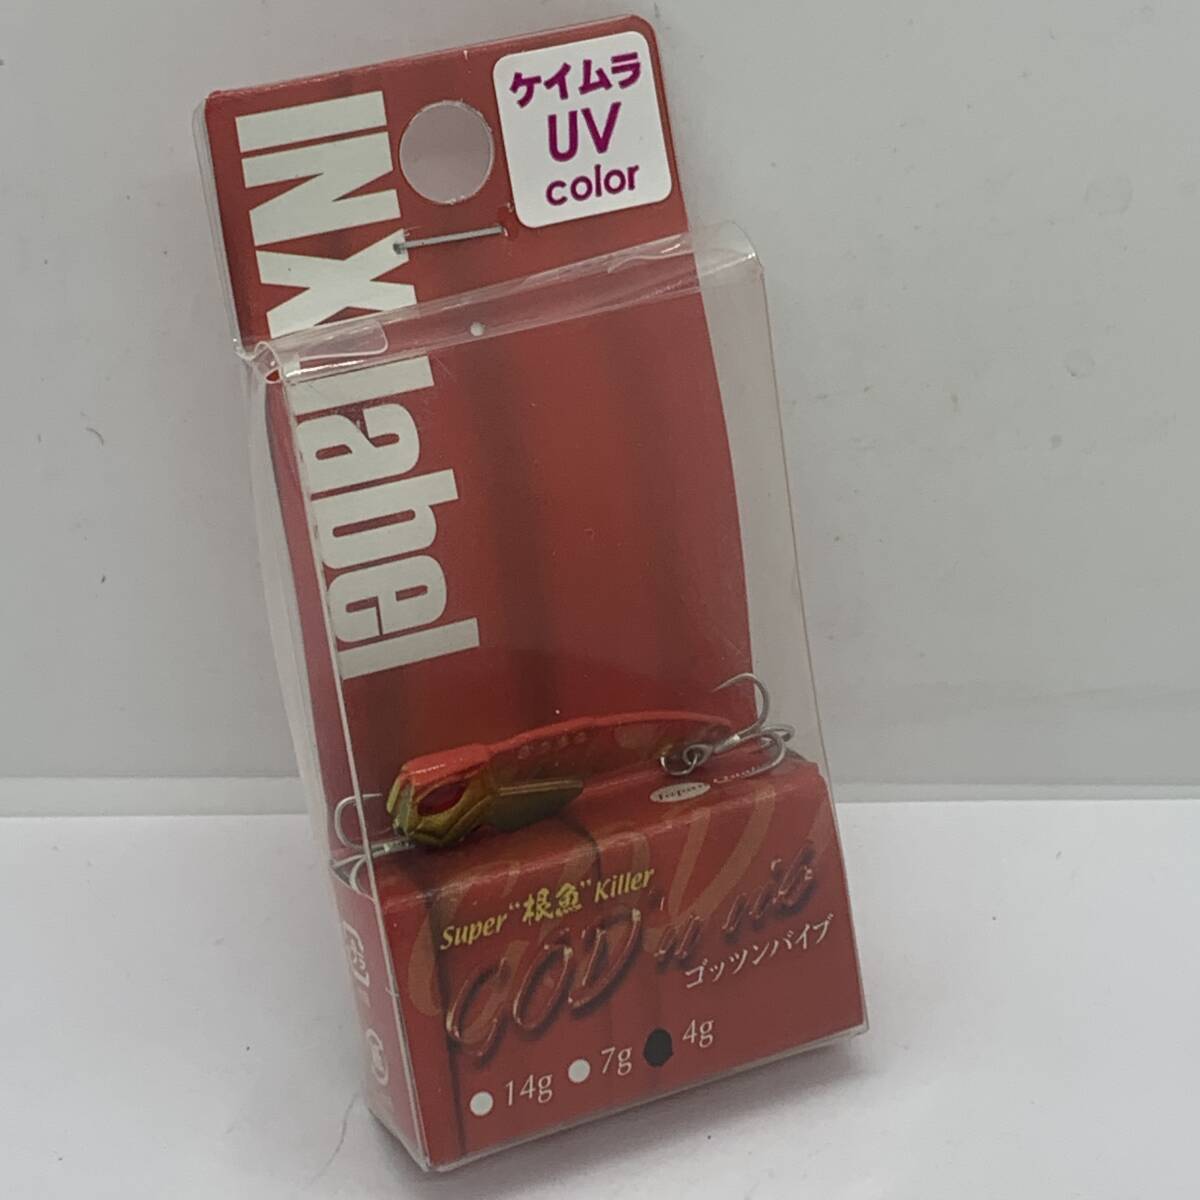 ケイムラ
UV
color
INX label
Super "根魚" Killer
GOD'n
ゴッツンバイブ
14g 7g 4g